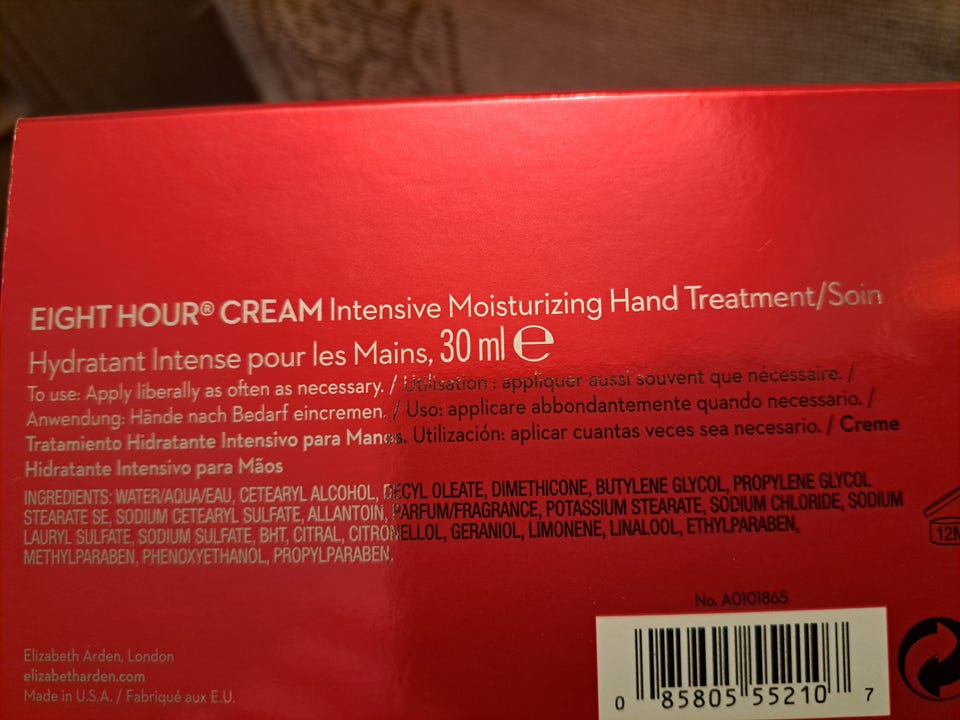 EIGHT HOUR® CREAM Intensive Moisturizing Hand Treatment/Soin
Hydratant Intense pour les Mains, 30 ml ℮
To use: Apply liberally as often as necessary. / Utilisation : appliquer aussi souvent que nécessaire. /
Anwendung: Hände nach Bedarf eincremen. / Uso: applicare abbondantemente quando necessario. /
Tratamiento Hidratante Intensivo para Manos. Utilización: aplicar cuantas veces sea necesario. / Creme
Hidratante Intensivo para Mãos
INGREDIENTS: WATER/AQUA/EAU, CETEARYL ALCOHOL, DECYL OLEATE, DIMETHICONE, BUTYLENE GLYCOL, PROPYLENE GLYCOL
STEARATE SE, SODIUM CETEARYL SULFATE, ALLANTOIN, PARFUM/FRAGRANCE, POTASSIUM STEARATE, SODIUM CHLORIDE, SODIUM
LAURYL SULFATE, SODIUM SULFATE, BHT, CITRAL, CITRONELLOL, GERANIOL, LIMONENE, LINALOOL, ETHYLPARABEN,
METHYLPARABEN, PHENOXYETHANOL, PROPYLPARABEN.
12M
No. A0101865
Elizabeth Arden, London
elizabetharden.com
Made in U.S.A. / Fabriqué aux E.U.
0 85805 55210 7